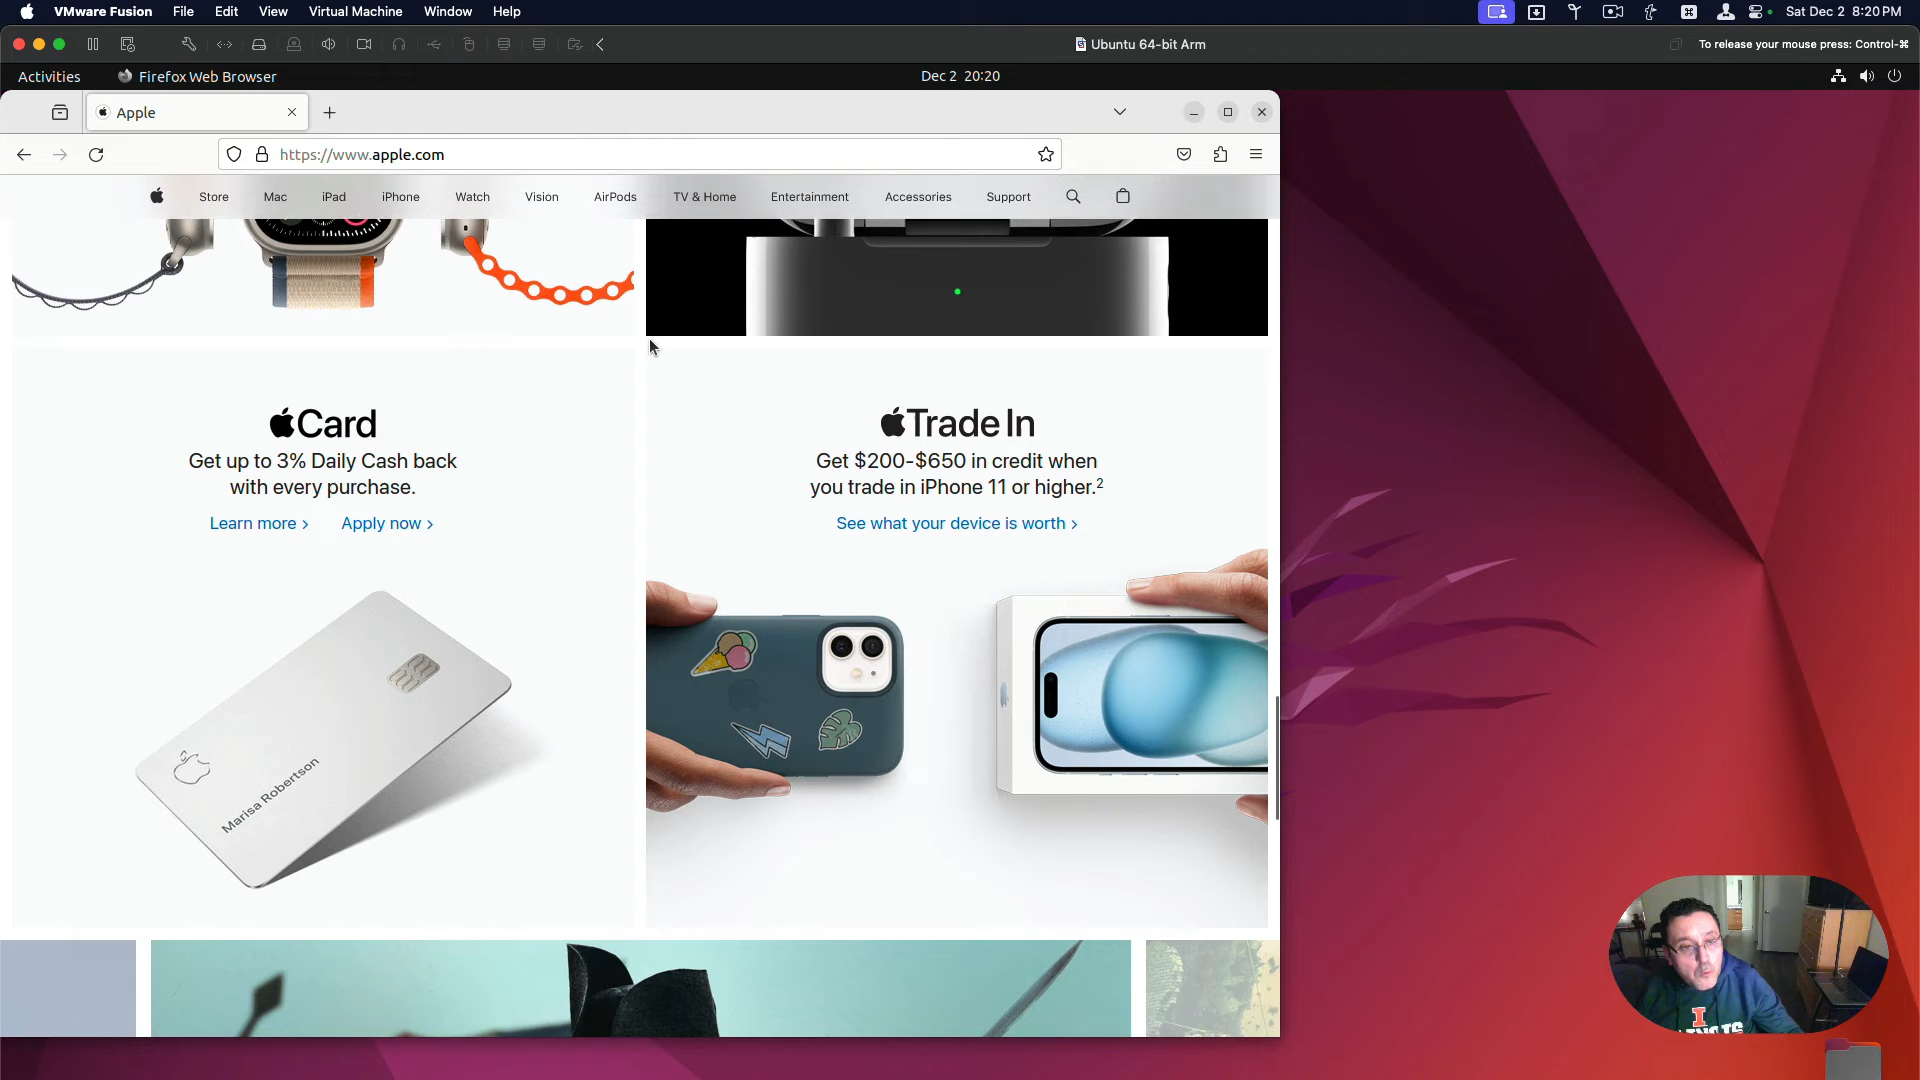 VMware Fusion File Edit View Virtual Machine Window Help
Sat Dec 2 8:20 PM
Ubuntu 64-bit Arm
To release your mouse press: Control-⌘
Activities Firefox Web Browser
Dec 2 20:20
Apple
https://www.apple.com
Store Mac iPad iPhone Watch Vision AirPods TV & Home Entertainment Accessories Support
Card
Get up to 3% Daily Cash back
with every purchase.
Learn more > Apply now >
Marisa Robertson
Trade In
Get $200-$650 in credit when
you trade in iPhone 11 or higher.2
See what your device is worth >
I